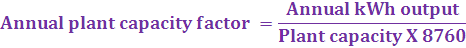 Annual plant capacity factor = Annual kWh output
Plant capacity X 8760